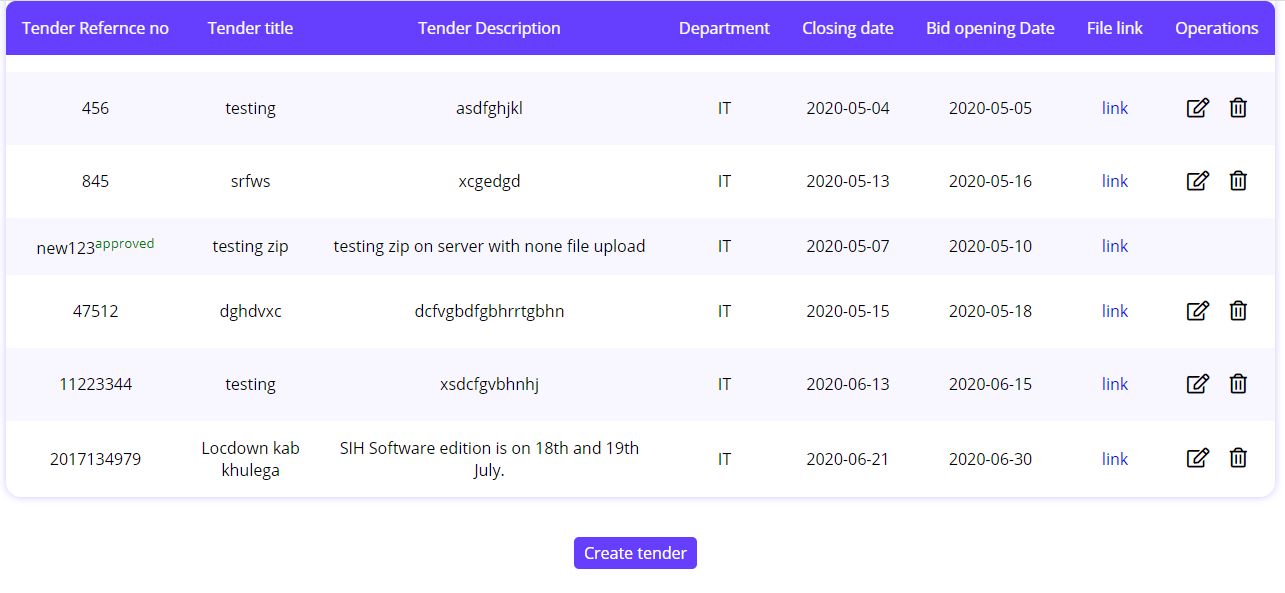 Tender Refernce no Tender title Tender Description Department Closing date Bid opening Date File link Operations
456 testing asdfghjkl IT 2020-05-04 2020-05-05 link
845 srfws xcgedgd IT 2020-05-13 2020-05-16 link
new123approved testing zip testing zip on server with none file upload IT 2020-05-07 2020-05-10 link
47512 dghdvxc dcfvgbdfgbhrrtgbhn IT 2020-05-15 2020-05-18 link
11223344 testing xsdcfgvbhnhj IT 2020-06-13 2020-06-15 link
2017134979 Locdown kab khulega SIH Software edition is on 18th and 19th July. IT 2020-06-21 2020-06-30 link
Create tender